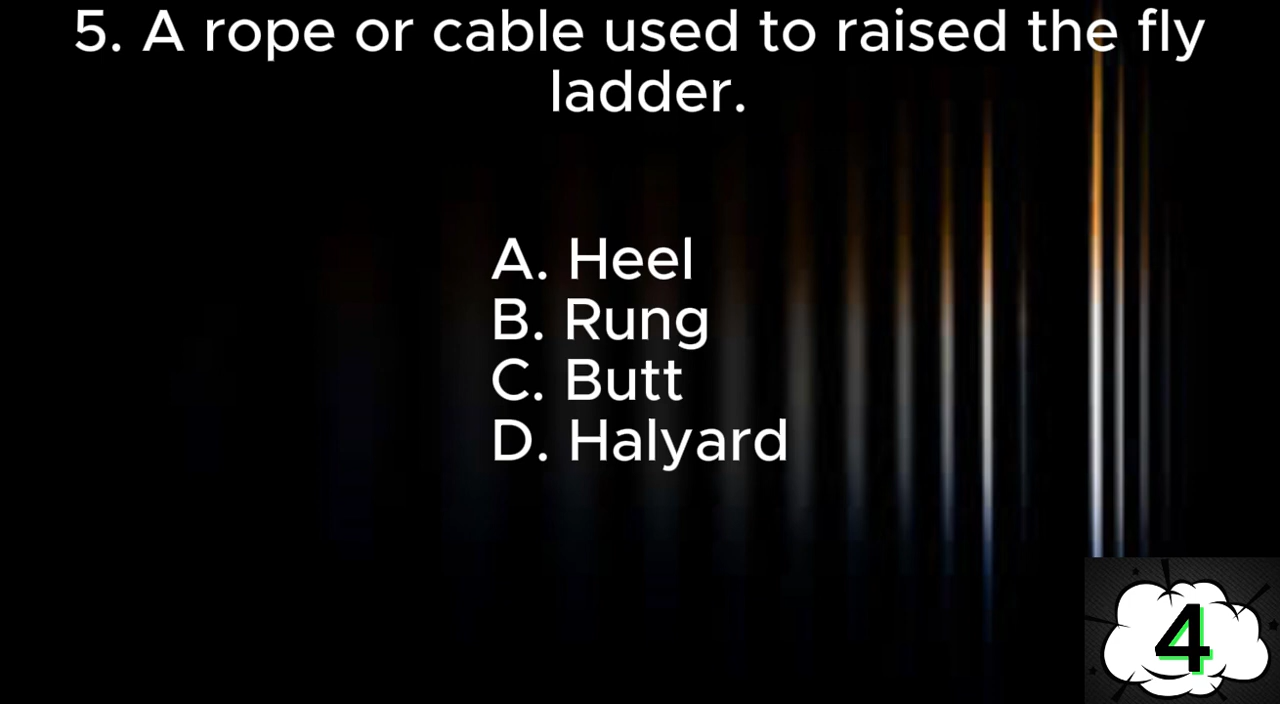 5. A rope or cable used to raised the fly
ladder.
A. Heel
B. Rung
C. Butt
D. Halyard
4